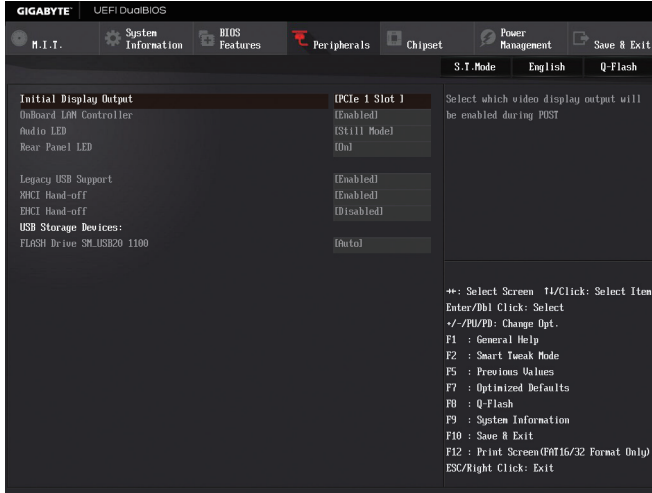 GIGABYTE™ UEFI DualBIOS
M.I.T. System Information BIOS Features Peripherals Chipset Power Management Save & Exit
S.T.Mode English Q-Flash
Initial Display Output [PCIe 1 Slot ]
OnBoard LAN Controller [Enabled]
Audio LED [Still Mode]
Rear Panel LED [On]
Legacy USB Support [Enabled]
XHCI Hand-off [Enabled]
EHCI Hand-off [Disabled]
USB Storage Devices:
FLASH Drive SM_USB20 1100 [Auto]
Select which video display output will
be enabled during POST
→←: Select Screen ↑↓/Click: Select Item
Enter/Dbl Click: Select
+/-/PU/PD: Change Opt.
F1 : General Help
F2 : Smart Tweak Mode
F5 : Previous Values
F7 : Optimized Defaults
F8 : Q-Flash
F9 : System Information
F10 : Save & Exit
F12 : Print Screen(FAT16/32 Format Only)
ESC/Right Click: Exit